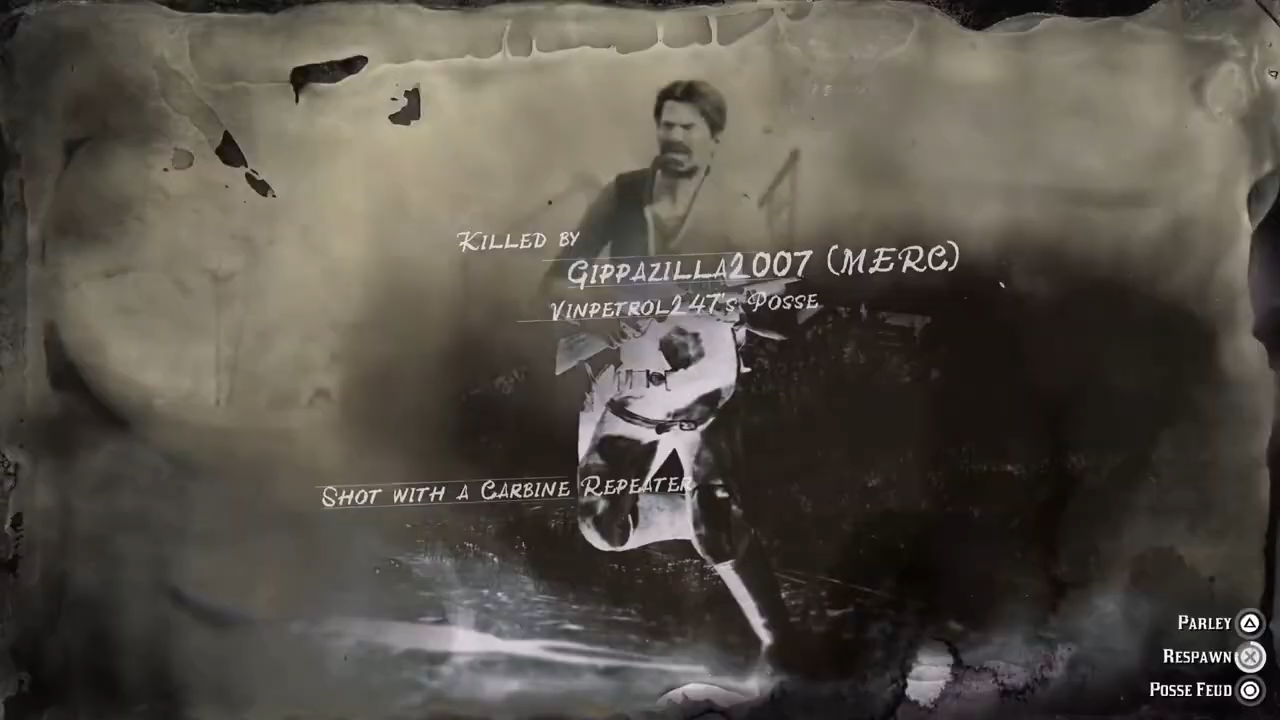 Killed by
Gippazilla2007 (MERC)
Vinpetrol247's Posse
Shot with a Carbine Repeater
Parley
Respawn
Posse Feud